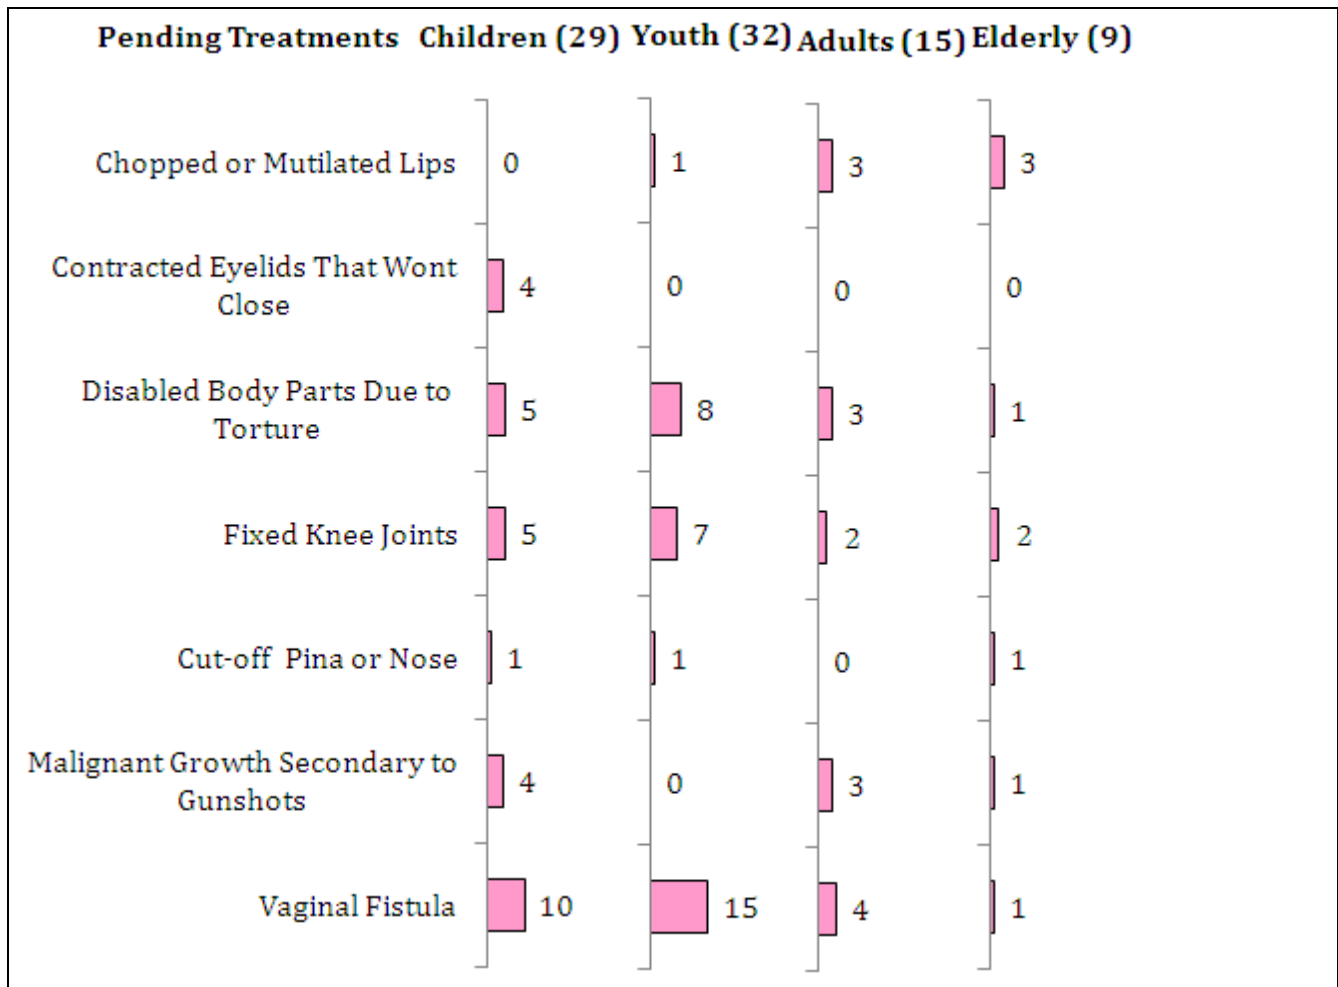 Pending Treatments Children (29) Youth (32) Adults (15) Elderly (9)
Chopped or Mutilated Lips 0 1 3 3
Contracted Eyelids That Wont
Close 4 0 0 0
Disabled Body Parts Due to
Torture 5 8 3 1
Fixed Knee Joints 5 7 2 2
Cut-off Pina or Nose 1 1 0 1
Malignant Growth Secondary to
Gunshots 4 0 3 1
Vaginal Fistula 10 15 4 1